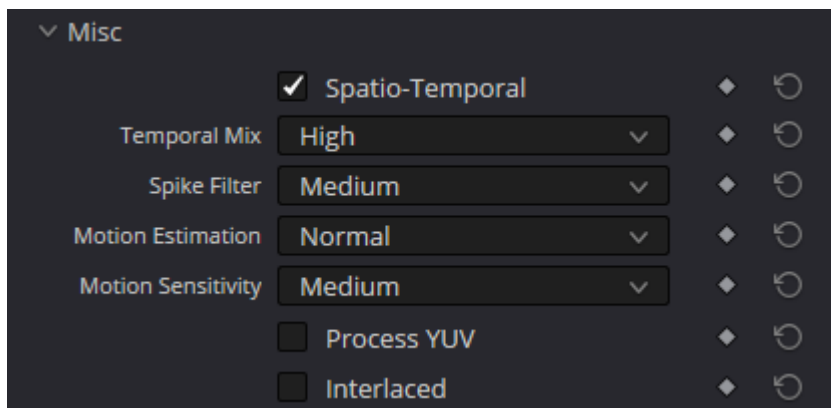 Misc
Spatio-Temporal
Temporal Mix High
Spike Filter Medium
Motion Estimation Normal
Motion Sensitivity Medium
Process YUV
Interlaced